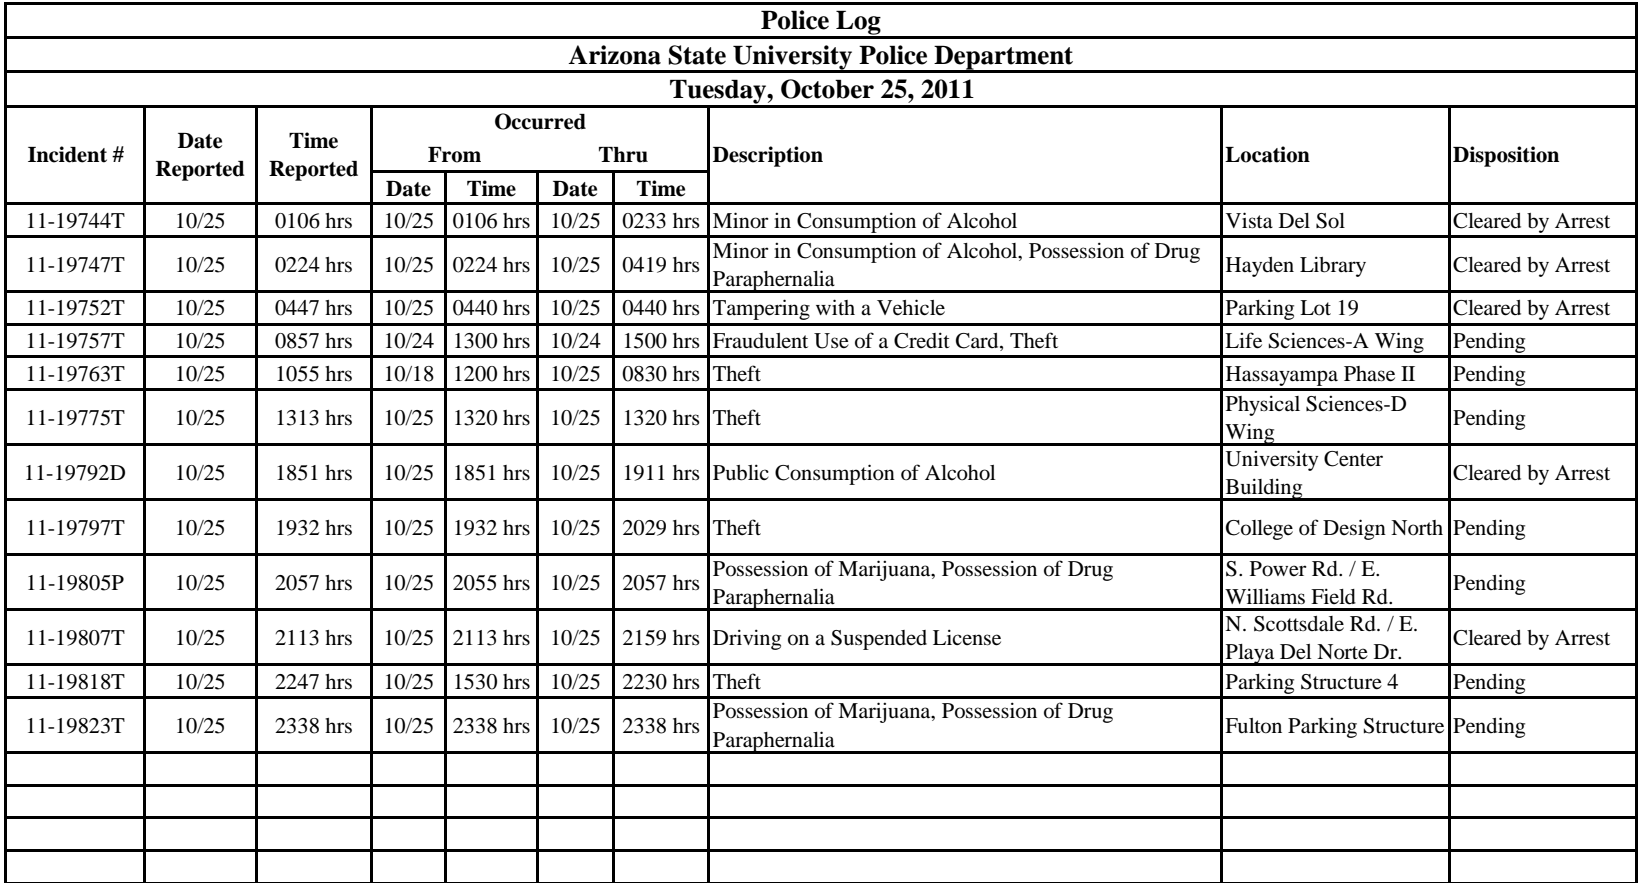 Police Log
Arizona State University Police Department
Tuesday, October 25, 2011
Incident # Date Reported Time Reported Occurred From Thru Description Location Disposition
Date Time Date Time
11-19744T 10/25 0106 hrs 10/25 0106 hrs 10/25 0233 hrs Minor in Consumption of Alcohol Vista Del Sol Cleared by Arrest
11-19747T 10/25 0224 hrs 10/25 0224 hrs 10/25 0419 hrs Minor in Consumption of Alcohol, Possession of Drug
Paraphernalia Hayden Library Cleared by Arrest
11-19752T 10/25 0447 hrs 10/25 0440 hrs 10/25 0440 hrs Tampering with a Vehicle Parking Lot 19 Cleared by Arrest
11-19757T 10/25 0857 hrs 10/24 1300 hrs 10/24 1500 hrs Fraudulent Use of a Credit Card, Theft Life Sciences-A Wing Pending
11-19763T 10/25 1055 hrs 10/18 1200 hrs 10/25 0830 hrs Theft Hassayampa Phase II Pending
11-19775T 10/25 1313 hrs 10/25 1320 hrs 10/25 1320 hrs Theft Physical Sciences-D
Wing Pending
11-19792D 10/25 1851 hrs 10/25 1851 hrs 10/25 1911 hrs Public Consumption of Alcohol University Center
Building Cleared by Arrest
11-19797T 10/25 1932 hrs 10/25 1932 hrs 10/25 2029 hrs Theft College of Design North Pending
11-19805P 10/25 2057 hrs 10/25 2055 hrs 10/25 2057 hrs Possession of Marijuana, Possession of Drug
Paraphernalia S. Power Rd. / E.
Williams Field Rd. Pending
11-19807T 10/25 2113 hrs 10/25 2113 hrs 10/25 2159 hrs Driving on a Suspended License N. Scottsdale Rd. / E.
Playa Del Norte Dr. Cleared by Arrest
11-19818T 10/25 2247 hrs 10/25 1530 hrs 10/25 2230 hrs Theft Parking Structure 4 Pending
11-19823T 10/25 2338 hrs 10/25 2338 hrs 10/25 2338 hrs Possession of Marijuana, Possession of Drug
Paraphernalia Fulton Parking Structure Pending